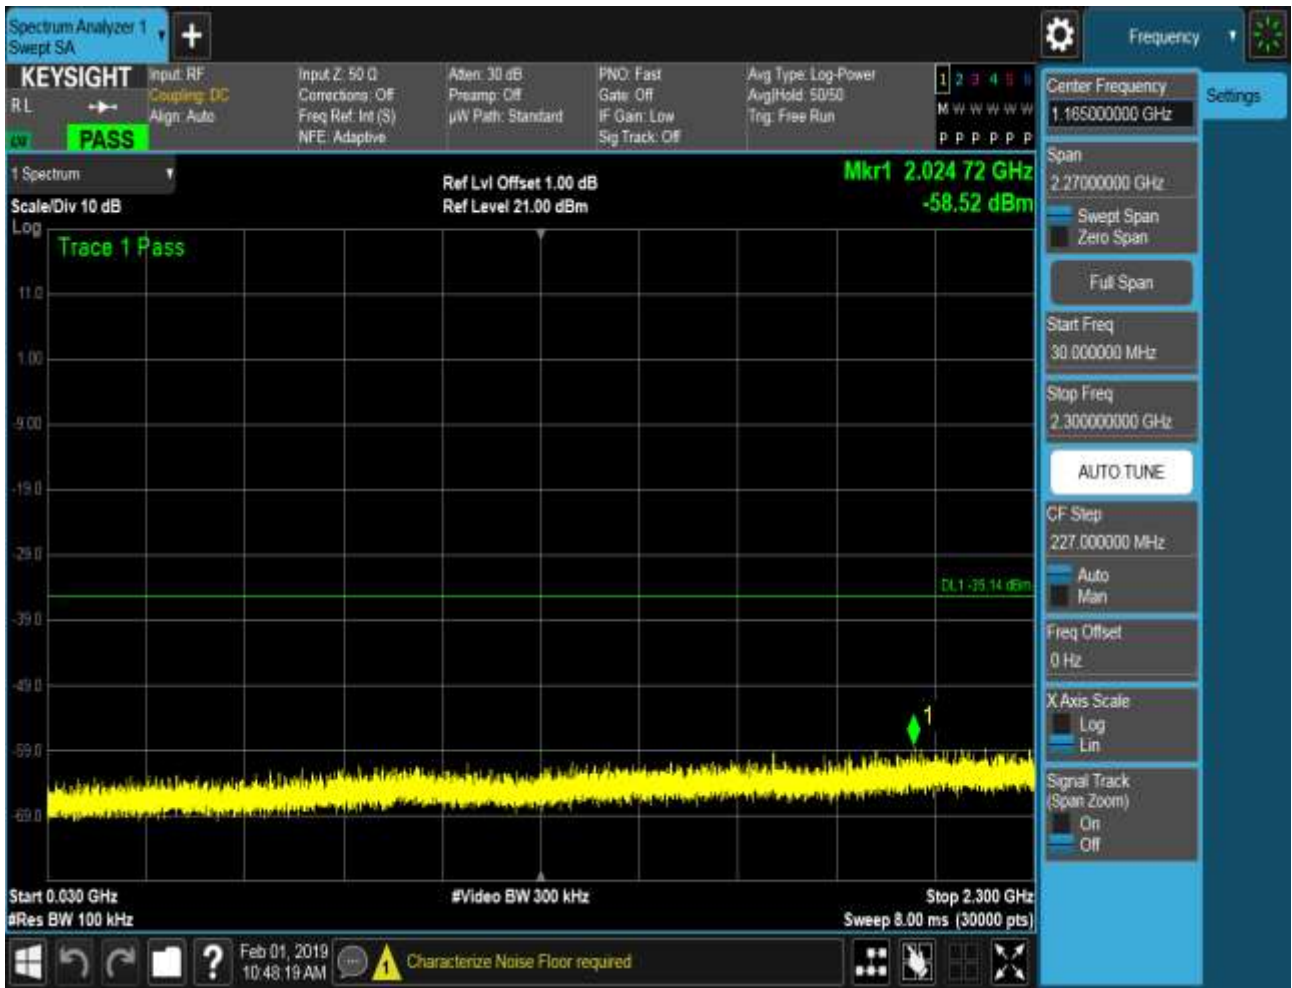 Spectrum Analyzer 1
Swept SA
Frequency
KEYSIGHT
R L
PASS
Input: RF
Coupling: DC
Align: Auto
Input Z: 50 Ω
Corrections: Off
Freq Ref: Int (S)
NFE: Adaptive
Atten: 30 dB
Preamp: Off
µW Path: Standard
PNO: Fast
Gate: Off
IF Gain: Low
Sig Track: Off
Avg Type: Log-Power
Avg|Hold: 50/50
Trig: Free Run
1 2 3 4 5 6
M W W W W W
P P P P P P
Settings
Center Frequency
1.165000000 GHz
Span
2.27000000 GHz
Swept Span
Zero Span
Full Span
Start Freq
30.000000 MHz
Stop Freq
2.300000000 GHz
AUTO TUNE
CF Step
227.000000 MHz
Auto
Man
Freq Offset
0 Hz
X Axis Scale
Log
Lin
Signal Track
(Span Zoom)
On
Off
1 Spectrum
Scale/Div 10 dB
Log
Ref Lvl Offset 1.00 dB
Ref Level 21.00 dBm
Mkr1 2.024 72 GHz
-58.52 dBm
Trace 1 Pass
11.0
1.00
-9.00
-19.0
-29.0
DL1 -35.14 dBm
-39.0
-49.0
1
-59.0
-69.0
Start 0.030 GHz
#Video BW 300 kHz
Stop 2.300 GHz
#Res BW 100 kHz
Sweep 8.00 ms (30000 pts)
?
Feb 01, 2019
10:48:19 AM
1
Characterize Noise Floor required